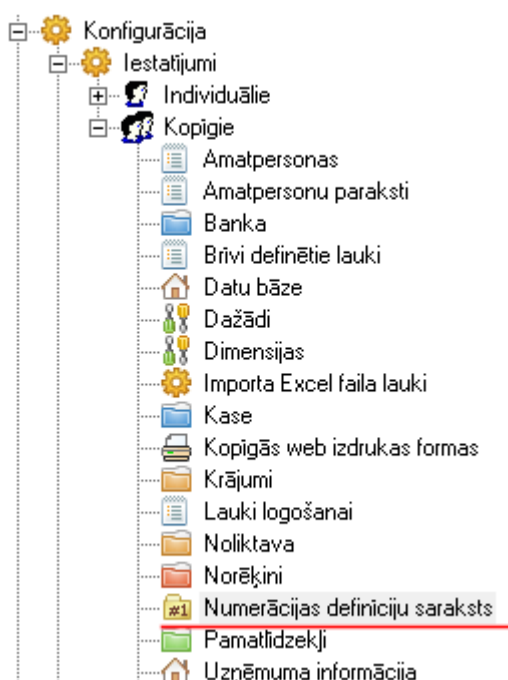 Konfigurācija
Iestatījumi
Individuālie
Kopīgie
Amatpersonas
Amatpersonu paraksti
Banka
Brīvi definētie lauki
Datu bāze
Dažādi
Dimensijas
Importa Excel faila lauki
Kase
Kopīgās web izdrukas formas
Krājumi
Lauki logošanai
Noliktava
Norēķini
#1 Numerācijas definīciju saraksts
Pamatlīdzekļi
Uzņēmuma informācija